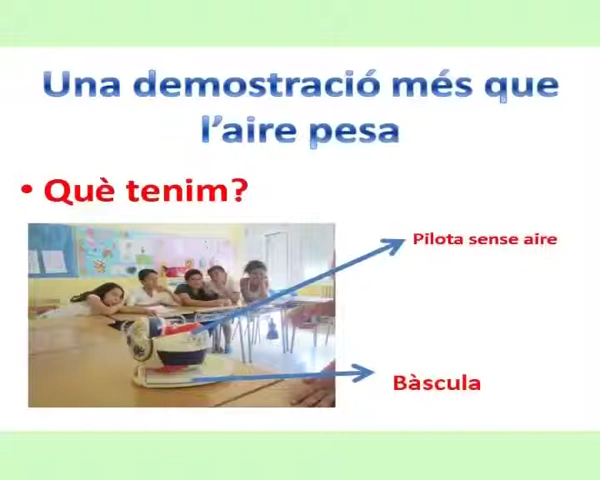 Una demostració més que
l'aire pesa
• Què tenim?
Pilota sense aire
Bàscula